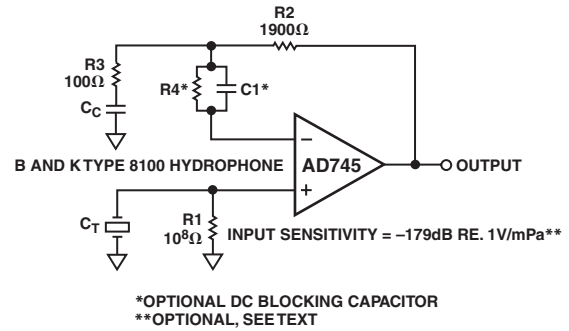 R2
1900Ω
R3
100Ω
R4*
C1*
CC
–
AD745
B AND K TYPE 8100 HYDROPHONE
OUTPUT
+
CT
R1
10⁸Ω
INPUT SENSITIVITY = –179dB RE. 1V/mPa**
*OPTIONAL DC BLOCKING CAPACITOR
**OPTIONAL, SEE TEXT